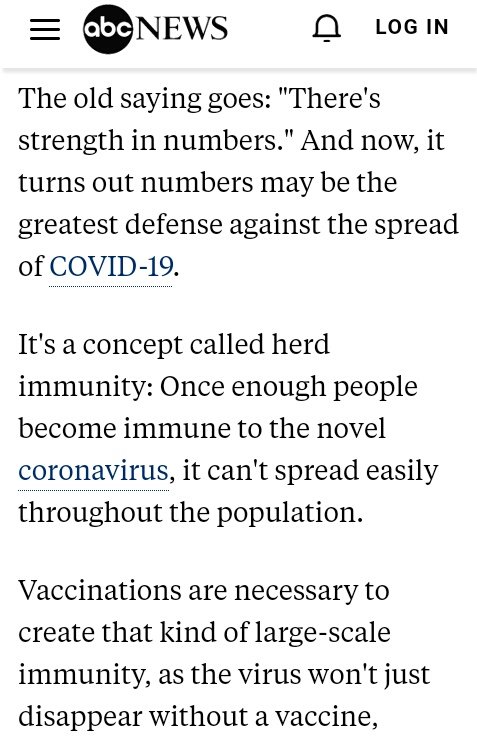 abc NEWS LOG IN
The old saying goes: "There's
strength in numbers." And now, it
turns out numbers may be the
greatest defense against the spread
of COVID-19.
It's a concept called herd
immunity: Once enough people
become immune to the novel
coronavirus, it can't spread easily
throughout the population.
Vaccinations are necessary to
create that kind of large-scale
immunity, as the virus won't just
disappear without a vaccine,